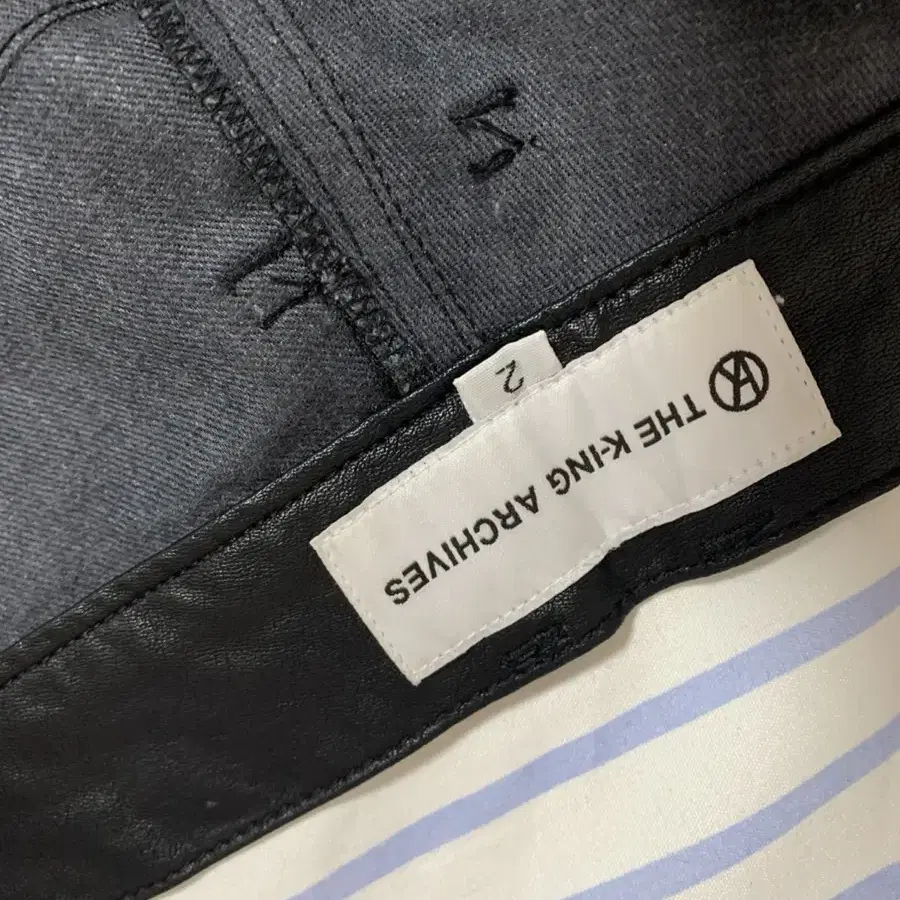 THE K-ING ARCHIVES
2